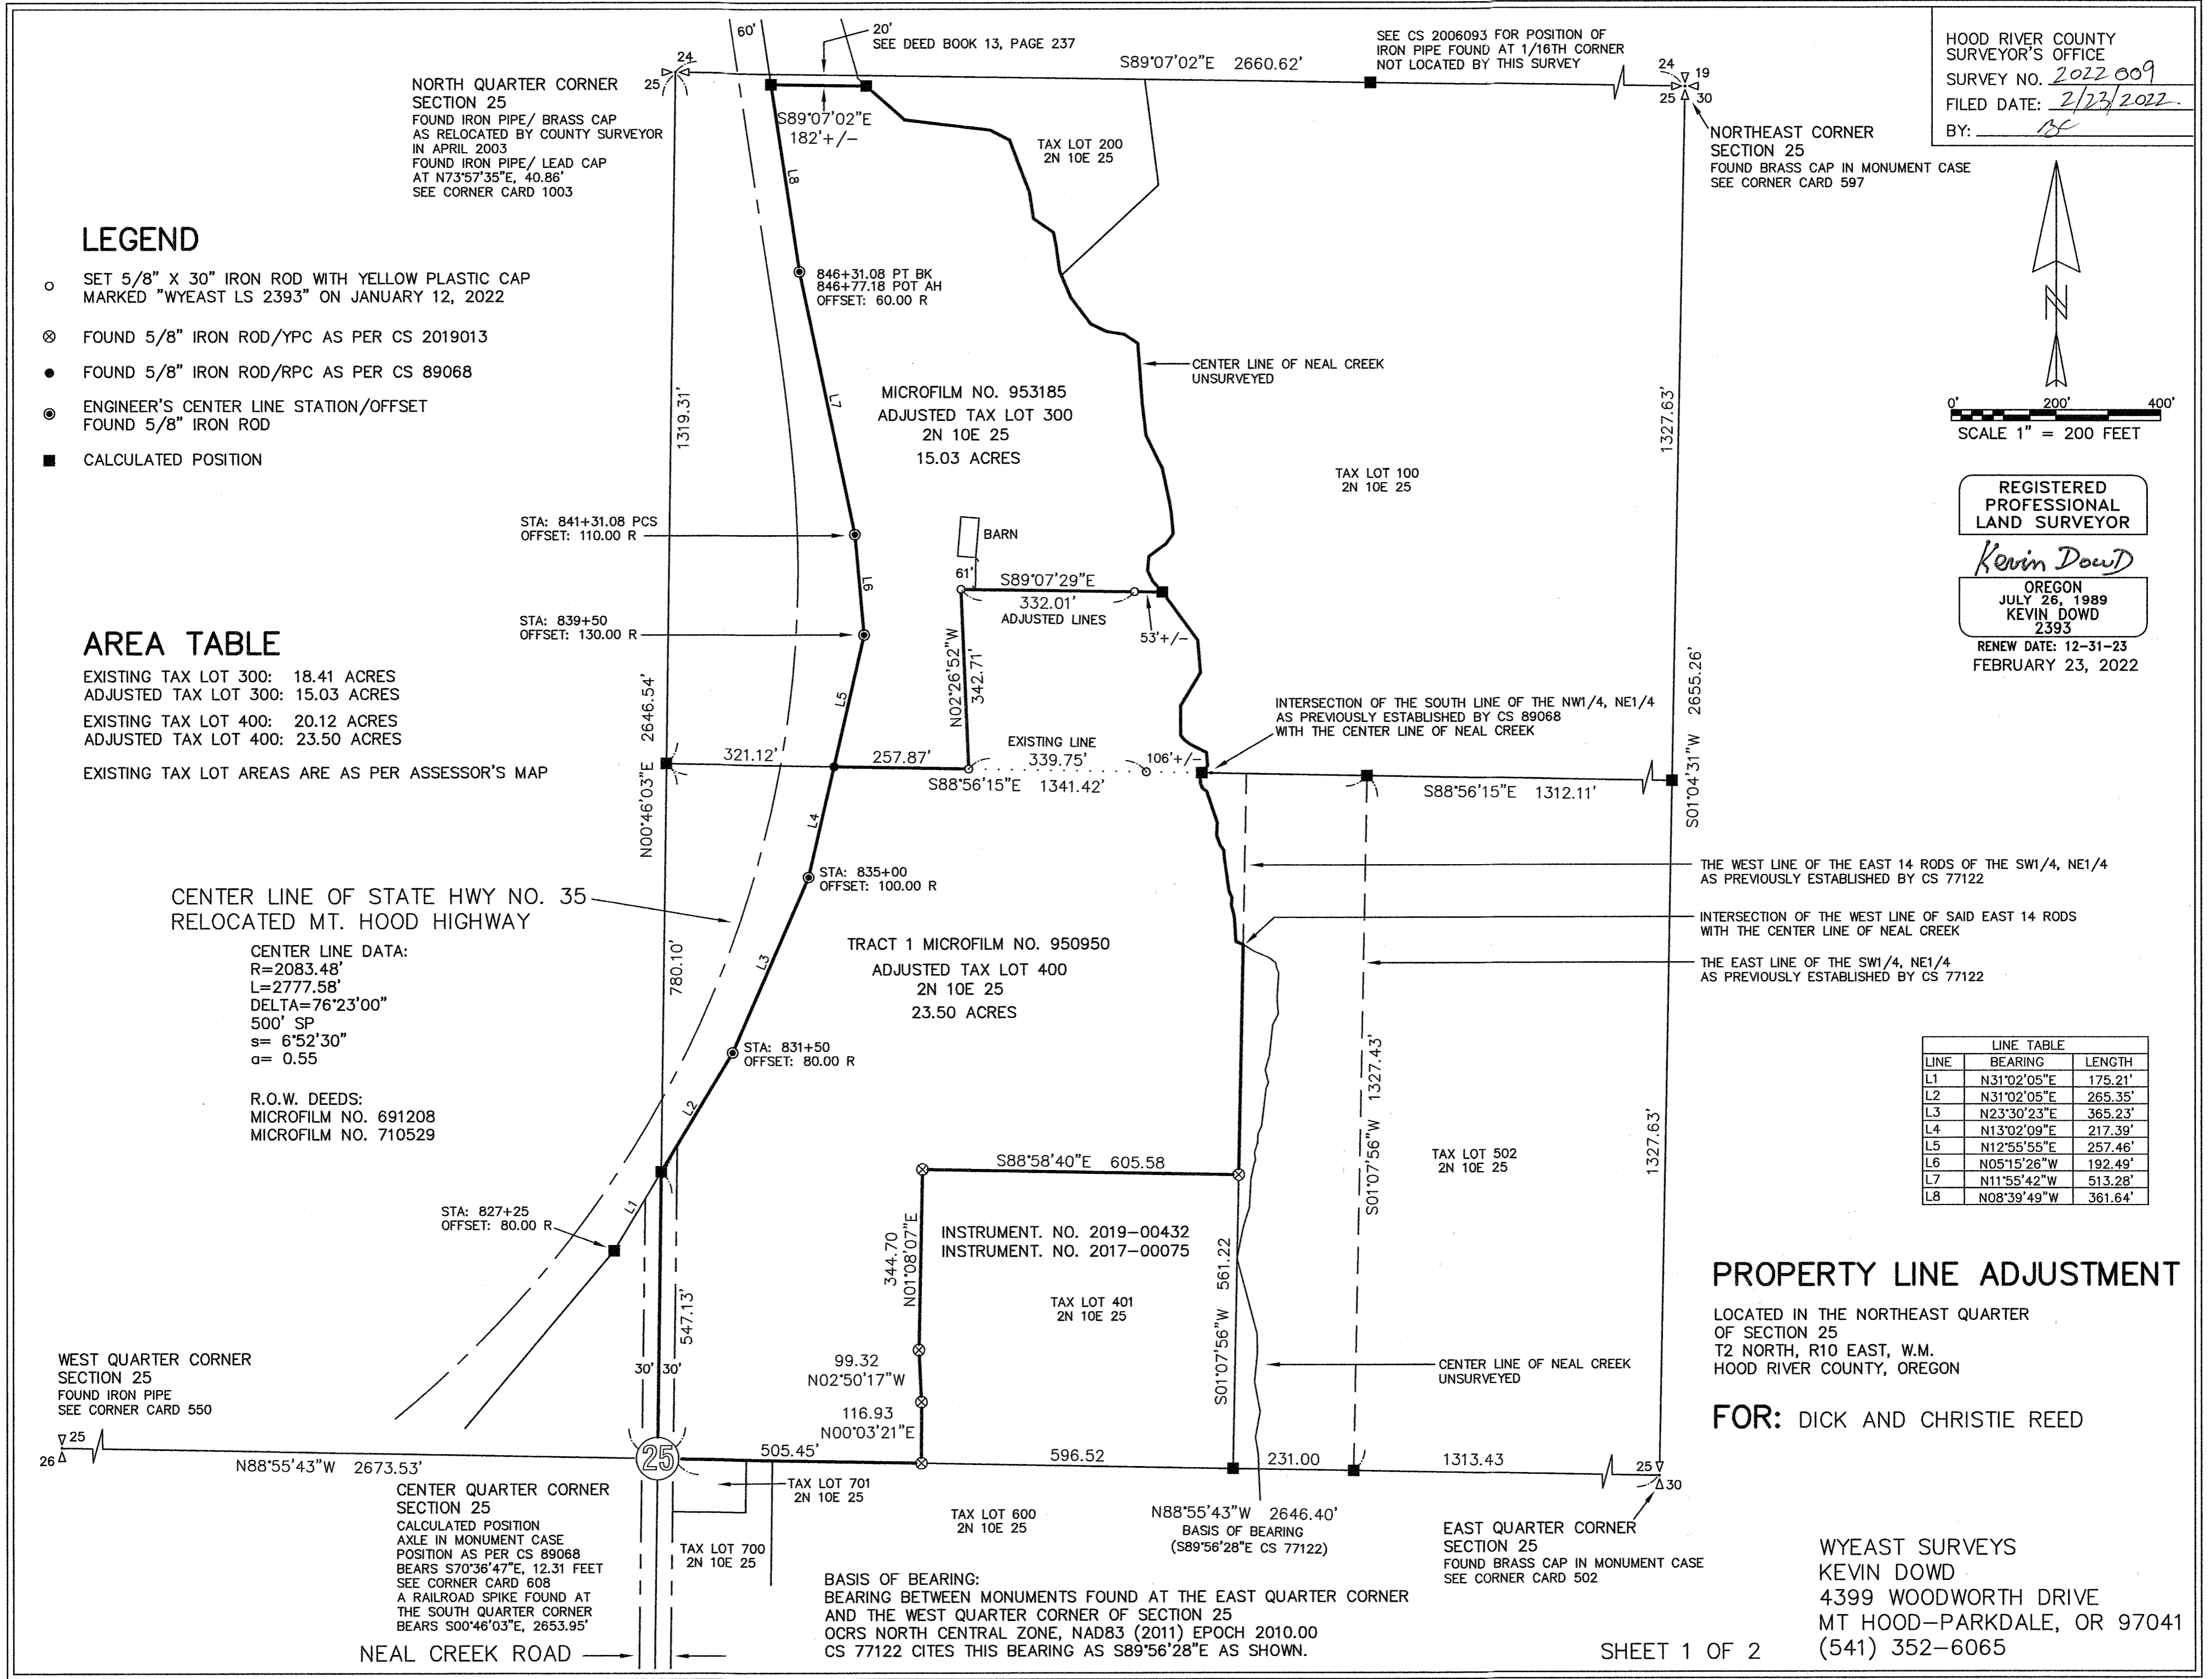 60'
20'
SEE DEED BOOK 13, PAGE 237
S89°07'02"E 2660.62'
SEE CS 2006093 FOR POSITION OF
IRON PIPE FOUND AT 1/16TH CORNER
NOT LOCATED BY THIS SURVEY
HOOD RIVER COUNTY
SURVEYOR'S OFFICE
SURVEY NO. 2022 009
FILED DATE: 2/23/2022.
BY: BC
24
25
24
19
25
30
NORTH QUARTER CORNER
SECTION 25
FOUND IRON PIPE/ BRASS CAP
AS RELOCATED BY COUNTY SURVEYOR
IN APRIL 2003
FOUND IRON PIPE/ LEAD CAP
AT N73°57'35"E, 40.86'
SEE CORNER CARD 1003
S89°07'02"E
182'+/-
TAX LOT 200
2N 10E 25
NORTHEAST CORNER
SECTION 25
FOUND BRASS CAP IN MONUMENT CASE
SEE CORNER CARD 597
LEGEND
SET 5/8" X 30" IRON ROD WITH YELLOW PLASTIC CAP
MARKED "WYEAST LS 2393" ON JANUARY 12, 2022
FOUND 5/8" IRON ROD/YPC AS PER CS 2019013
FOUND 5/8" IRON ROD/RPC AS PER CS 89068
ENGINEER'S CENTER LINE STATION/OFFSET
FOUND 5/8" IRON ROD
CALCULATED POSITION
L8
846+31.08 PT BK
846+77.18 POT AH
OFFSET: 60.00 R
N
0' 200' 400'
SCALE 1" = 200 FEET
CENTER LINE OF NEAL CREEK
UNSURVEYED
1319.31'
L7
MICROFILM NO. 953185
ADJUSTED TAX LOT 300
2N 10E 25
15.03 ACRES
1327.63'
TAX LOT 100
2N 10E 25
REGISTERED
PROFESSIONAL
LAND SURVEYOR
Kevin Dowd
OREGON
JULY 26, 1989
KEVIN DOWD
2393
RENEW DATE: 12-31-23
FEBRUARY 23, 2022
STA: 841+31.08 PCS
OFFSET: 110.00 R
BARN
L6
61'
S89°07'29"E
332.01'
ADJUSTED LINES
53'+/-
STA: 839+50
OFFSET: 130.00 R
AREA TABLE
EXISTING TAX LOT 300: 18.41 ACRES
ADJUSTED TAX LOT 300: 15.03 ACRES
EXISTING TAX LOT 400: 20.12 ACRES
ADJUSTED TAX LOT 400: 23.50 ACRES
EXISTING TAX LOT AREAS ARE AS PER ASSESSOR'S MAP
N00°46'03"E 2646.54'
L5
N02°26'52"W
342.71'
S01°04'31"W 2655.26'
INTERSECTION OF THE SOUTH LINE OF THE NW1/4, NE1/4
AS PREVIOUSLY ESTABLISHED BY CS 89068
WITH THE CENTER LINE OF NEAL CREEK
321.12'
257.87'
EXISTING LINE
339.75'
106'+/-
S88°56'15"E 1341.42'
S88°56'15"E 1312.11'
L4
STA: 835+00
OFFSET: 100.00 R
THE WEST LINE OF THE EAST 14 RODS OF THE SW1/4, NE1/4
AS PREVIOUSLY ESTABLISHED BY CS 77122
INTERSECTION OF THE WEST LINE OF SAID EAST 14 RODS
WITH THE CENTER LINE OF NEAL CREEK
THE EAST LINE OF THE SW1/4, NE1/4
AS PREVIOUSLY ESTABLISHED BY CS 77122
CENTER LINE OF STATE HWY NO. 35
RELOCATED MT. HOOD HIGHWAY
CENTER LINE DATA:
R=2083.48'
L=2777.58'
DELTA=76°23'00"
500' SP
s= 6°52'30"
a= 0.55
R.O.W. DEEDS:
MICROFILM NO. 691208
MICROFILM NO. 710529
780.10'
L3
TRACT 1 MICROFILM NO. 950950
ADJUSTED TAX LOT 400
2N 10E 25
23.50 ACRES
STA: 831+50
OFFSET: 80.00 R
L2
S01°07'56"W 1327.43'
1327.63'
LINE TABLE
LINE BEARING LENGTH
L1 N31°02'05"E 175.21'
L2 N31°02'05"E 265.35'
L3 N23°30'23"E 365.23'
L4 N13°02'09"E 217.39'
L5 N12°55'55"E 257.46'
L6 N05°15'26"W 192.49'
L7 N11°55'42"W 513.28'
L8 N08°39'49"W 361.64'
S88°58'40"E 605.58
TAX LOT 502
2N 10E 25
STA: 827+25
OFFSET: 80.00 R
L1
344.70
N01°08'07"E
INSTRUMENT. NO. 2019-00432
INSTRUMENT. NO. 2017-00075
TAX LOT 401
2N 10E 25
S01°07'56"W 561.22
547.13'
30' 30'
PROPERTY LINE ADJUSTMENT
LOCATED IN THE NORTHEAST QUARTER
OF SECTION 25
T2 NORTH, R10 EAST, W.M.
HOOD RIVER COUNTY, OREGON
FOR: DICK AND CHRISTIE REED
WEST QUARTER CORNER
SECTION 25
FOUND IRON PIPE
SEE CORNER CARD 550
99.32
N02°50'17"W
116.93
N00°03'21"E
CENTER LINE OF NEAL CREEK
UNSURVEYED
25
26
N88°55'43"W 2673.53'
25
505.45'
596.52
231.00
1313.43
25
30
TAX LOT 701
2N 10E 25
TAX LOT 600
2N 10E 25
TAX LOT 700
2N 10E 25
N88°55'43"W 2646.40'
BASIS OF BEARING
(S89°56'28"E CS 77122)
EAST QUARTER CORNER
SECTION 25
FOUND BRASS CAP IN MONUMENT CASE
SEE CORNER CARD 502
CENTER QUARTER CORNER
SECTION 25
CALCULATED POSITION
AXLE IN MONUMENT CASE
POSITION AS PER CS 89068
BEARS S70°36'47"E, 12.31 FEET
SEE CORNER CARD 608
A RAILROAD SPIKE FOUND AT
THE SOUTH QUARTER CORNER
BEARS S00°46'03"E, 2653.95'
NEAL CREEK ROAD
BASIS OF BEARING:
BEARING BETWEEN MONUMENTS FOUND AT THE EAST QUARTER CORNER
AND THE WEST QUARTER CORNER OF SECTION 25
OCRS NORTH CENTRAL ZONE, NAD83 (2011) EPOCH 2010.00
CS 77122 CITES THIS BEARING AS S89°56'28"E AS SHOWN.
SHEET 1 OF 2
WYEAST SURVEYS
KEVIN DOWD
4399 WOODWORTH DRIVE
MT HOOD-PARKDALE, OR 97041
(541) 352-6065